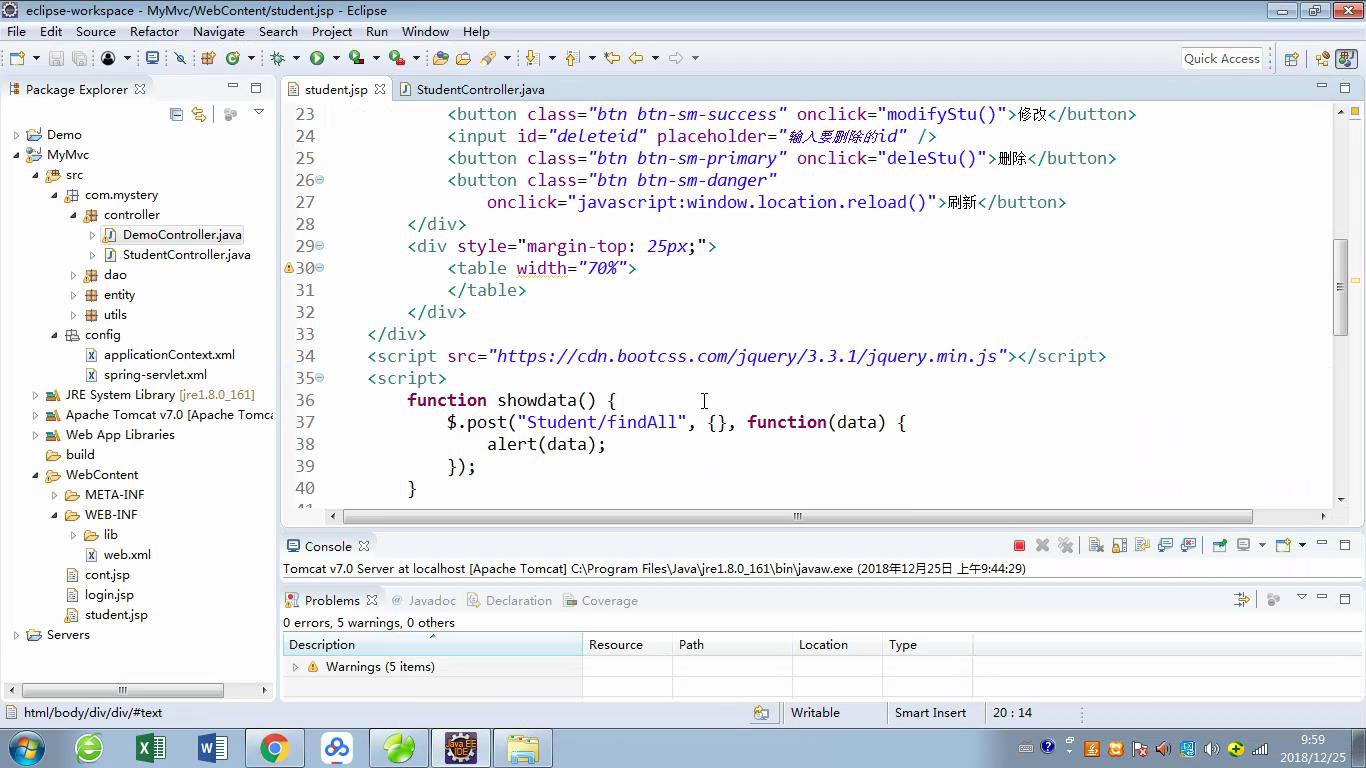 eclipse-workspace - MyMvc/WebContent/student.jsp - Eclipse
File Edit Source Refactor Navigate Search Project Run Window Help
Quick Access
Package Explorer
student.jsp StudentController.java
Demo
MyMvc
src
com.mystery
controller
DemoController.java
StudentController.java
dao
entity
utils
config
applicationContext.xml
spring-servlet.xml
JRE System Library [jre1.8.0_161]
Apache Tomcat v7.0 [Apache Tomca
Web App Libraries
build
WebContent
META-INF
WEB-INF
lib
web.xml
cont.jsp
login.jsp
student.jsp
Servers
23 <button class="btn btn-sm-success" onclick="modifyStu()">修改</button>
24 <input id="deleteid" placeholder="输入要删除的id" />
25 <button class="btn btn-sm-primary" onclick="deleStu()">删除</button>
26 <button class="btn btn-sm-danger"
27 onclick="javascript:window.location.reload()">刷新</button>
28 </div>
29 <div style="margin-top: 25px;">
30 <table width="70%">
31 </table>
32 </div>
33 </div>
34 <script src="https://cdn.bootcss.com/jquery/3.3.1/jquery.min.js"></script>
35 <script>
36 function showdata() {
37 $.post("Student/findAll", {}, function(data) {
38 alert(data);
39 });
40 }
Console
Tomcat v7.0 Server at localhost [Apache Tomcat] C:\Program Files\Java\jre1.8.0_161\bin\javaw.exe (2018年12月25日 上午9:44:29)
Problems @ Javadoc Declaration Coverage
0 errors, 5 warnings, 0 others
Description Resource Path Location Type
Warnings (5 items)
html/body/div/div/#text Writable Smart Insert 20 : 14
Java EE
IDE
9:59
2018/12/25